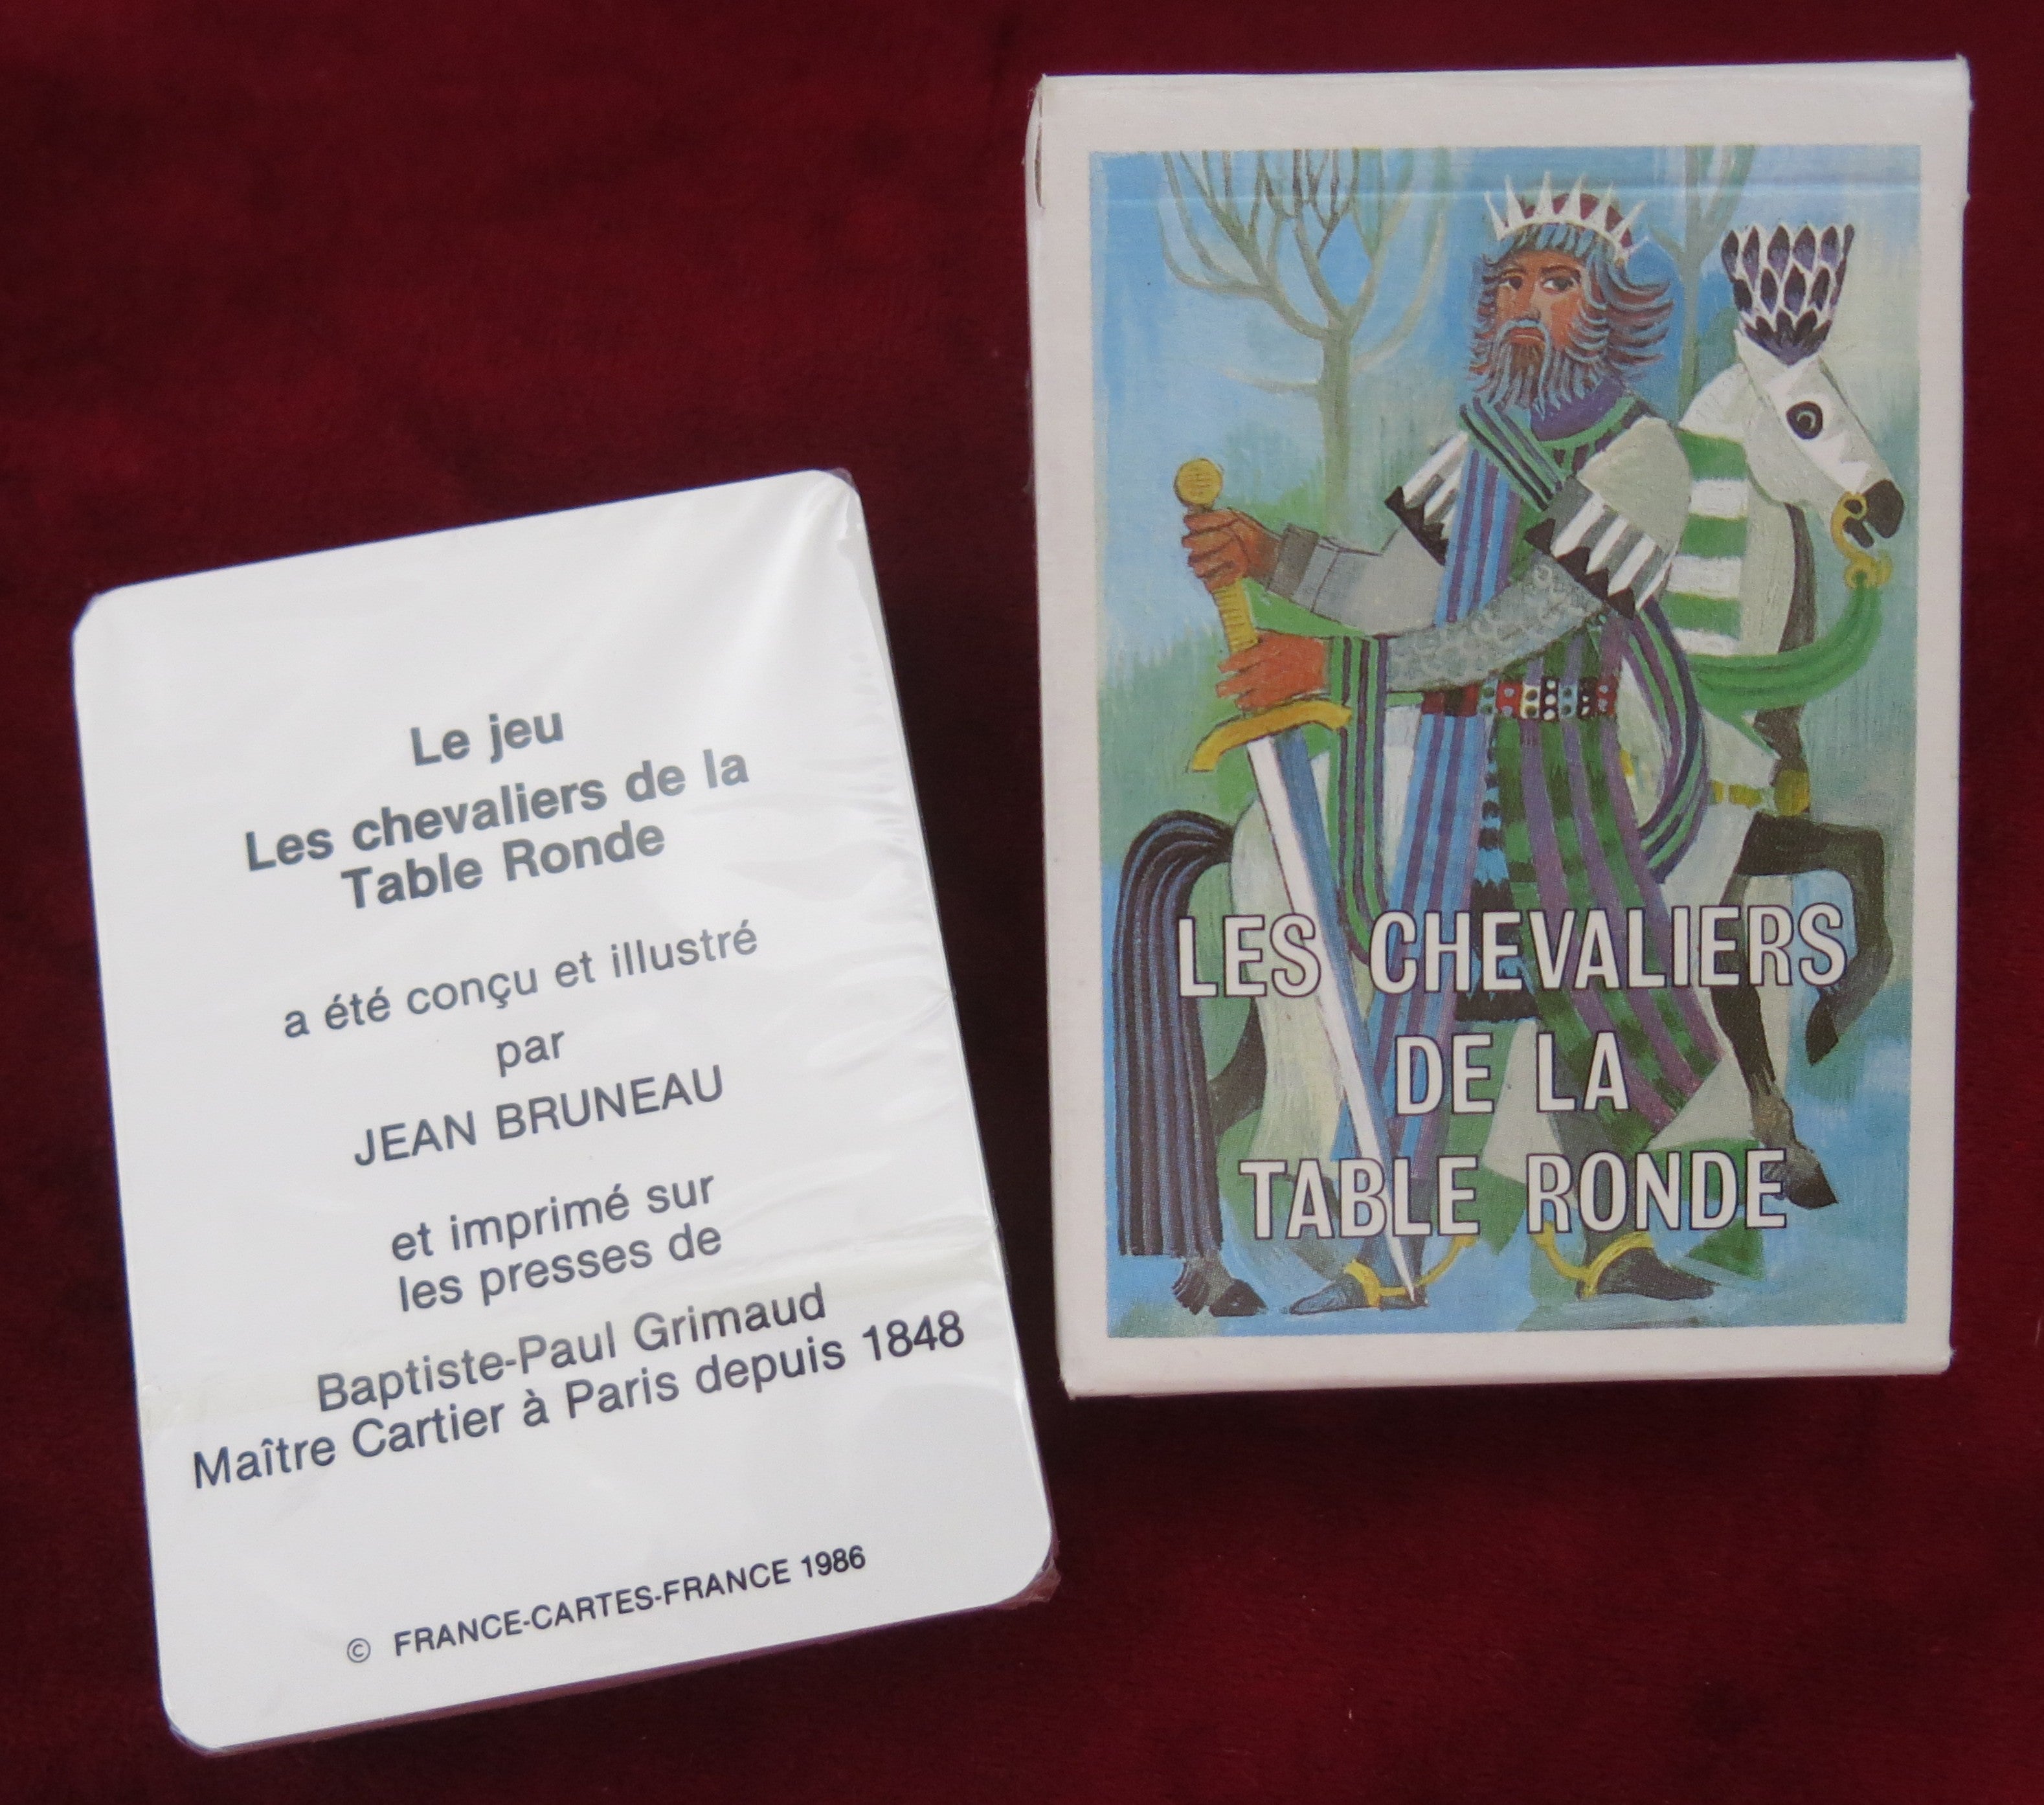 Le jeu
Les chevaliers de la
Table Ronde
a été conçu et illustré
par
JEAN BRUNEAU
et imprimé sur
les presses de
Baptiste-Paul Grimaud
Maître Cartier à Paris depuis 1848
© FRANCE-CARTES-FRANCE 1986
LES CHEVALIERS
DE LA
TABLE RONDE